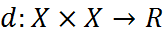 d: X × X → R